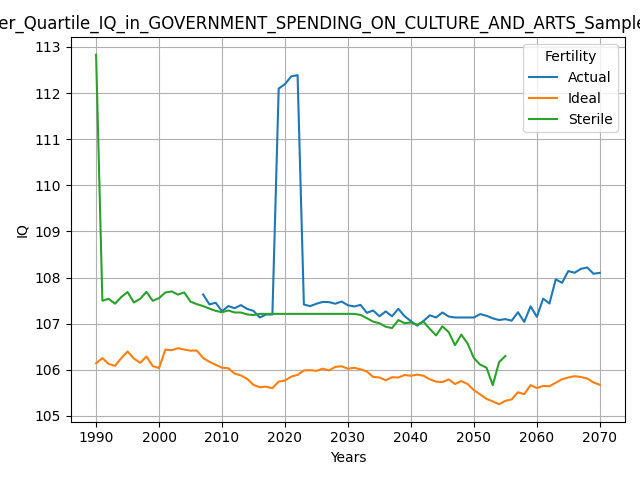 er_Quartile_IQ_in_GOVERNMENT_SPENDING_ON_CULTURE_AND_ARTS_Sample
113
112
111
110
109
108
107
106
105
IQ
Fertility
Actual
Ideal
Sterile
1990
2000
2010
2020
2030
2040
2050
2060
2070
Years